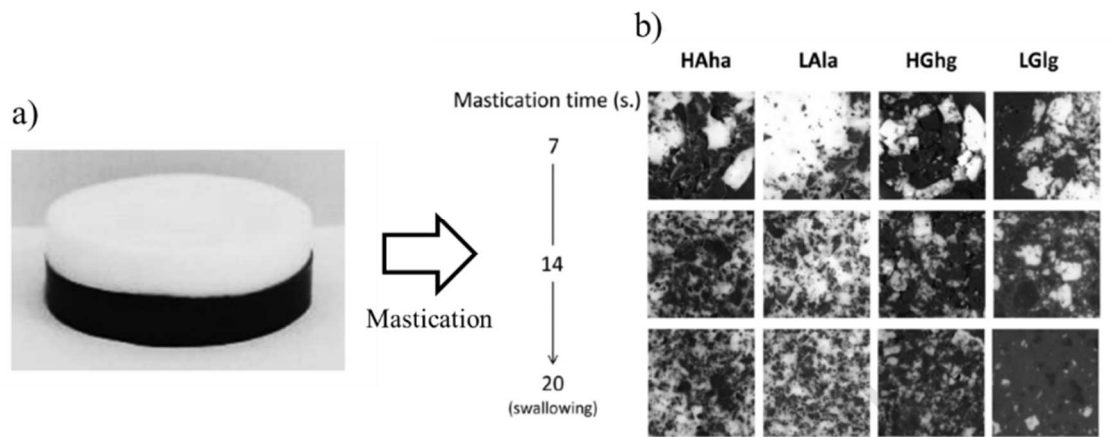 b)
HAha LAla HGhg LGlg
a)
Mastication time (s.)
7
14
Mastication
20
(swallowing)